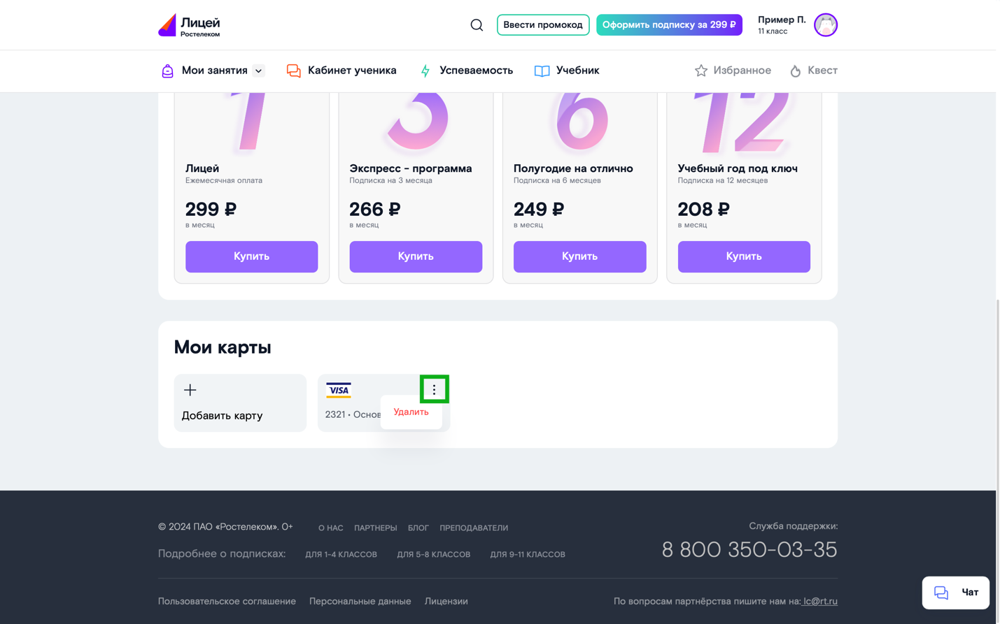 Лицей
Ростелеком
Ввести промокод
Оформить подписку за 299 ₽
Пример П.
11 класс
Мои занятия
Кабинет ученика
Успеваемость
Учебник
Избранное
Квест
1
3
6
12
Лицей
Ежемесячная оплата
299 ₽
в месяц
Купить
Экспресс - программа
Подписка на 3 месяца
266 ₽
в месяц
Купить
Полугодие на отлично
Подписка на 6 месяцев
249 ₽
в месяц
Купить
Учебный год под ключ
Подписка на 12 месяцев
208 ₽
в месяц
Купить
Мои карты
Добавить карту
VISA
2321 • Основ
Удалить
© 2024 ПАО «Ростелеком». 0+
О НАС
ПАРТНЕРЫ
БЛОГ
ПРЕПОДАВАТЕЛИ
Служба поддержки:
8 800 350-03-35
Подробнее о подписках:
ДЛЯ 1-4 КЛАССОВ
ДЛЯ 5-8 КЛАССОВ
ДЛЯ 9-11 КЛАССОВ
Пользовательское соглашение
Персональные данные
Лицензии
По вопросам партнёрства пишите нам на: lc@rt.ru
Чат